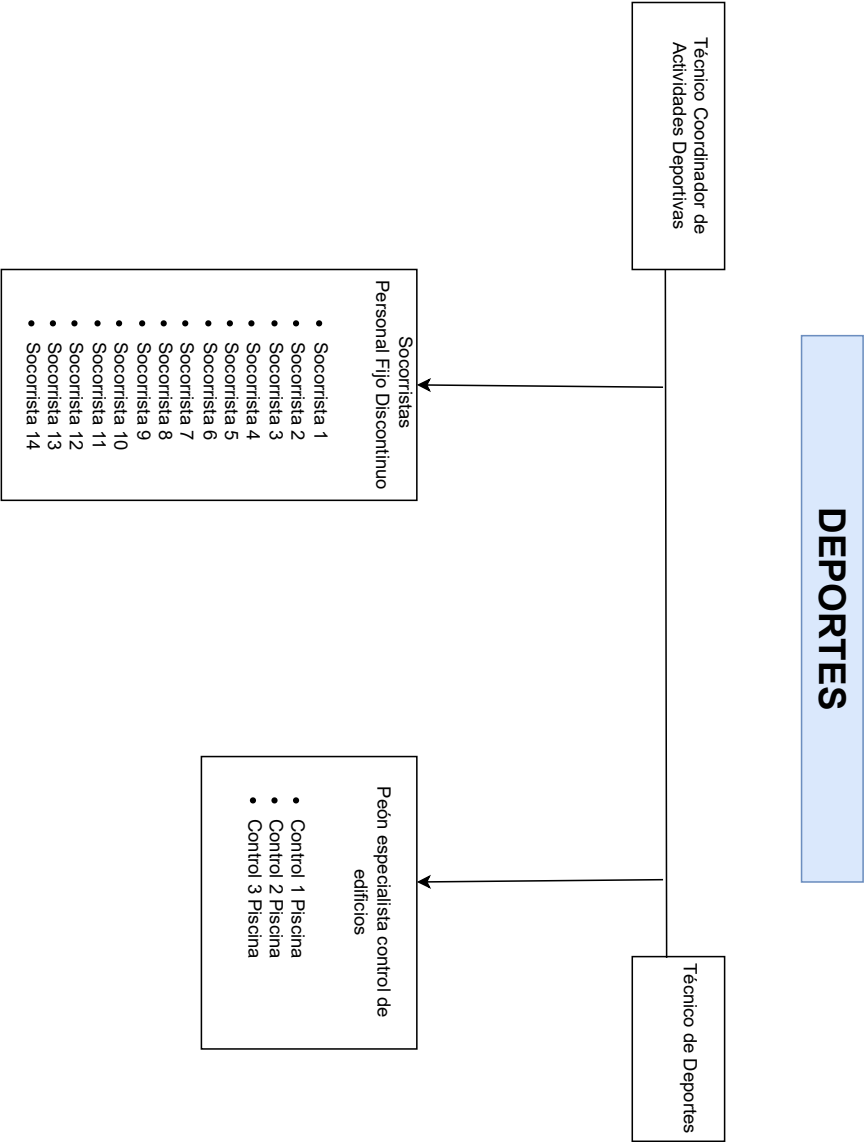 DEPORTES
Técnico Coordinador de
Actividades Deportivas
Técnico de Deportes
Socorristas
Personal Fijo Discontinuo
• Socorrista 1
• Socorrista 2
• Socorrista 3
• Socorrista 4
• Socorrista 5
• Socorrista 6
• Socorrista 7
• Socorrista 8
• Socorrista 9
• Socorrista 10
• Socorrista 11
• Socorrista 12
• Socorrista 13
• Socorrista 14
Peón especialista control de
edificios
• Control 1 Piscina
• Control 2 Piscina
• Control 3 Piscina